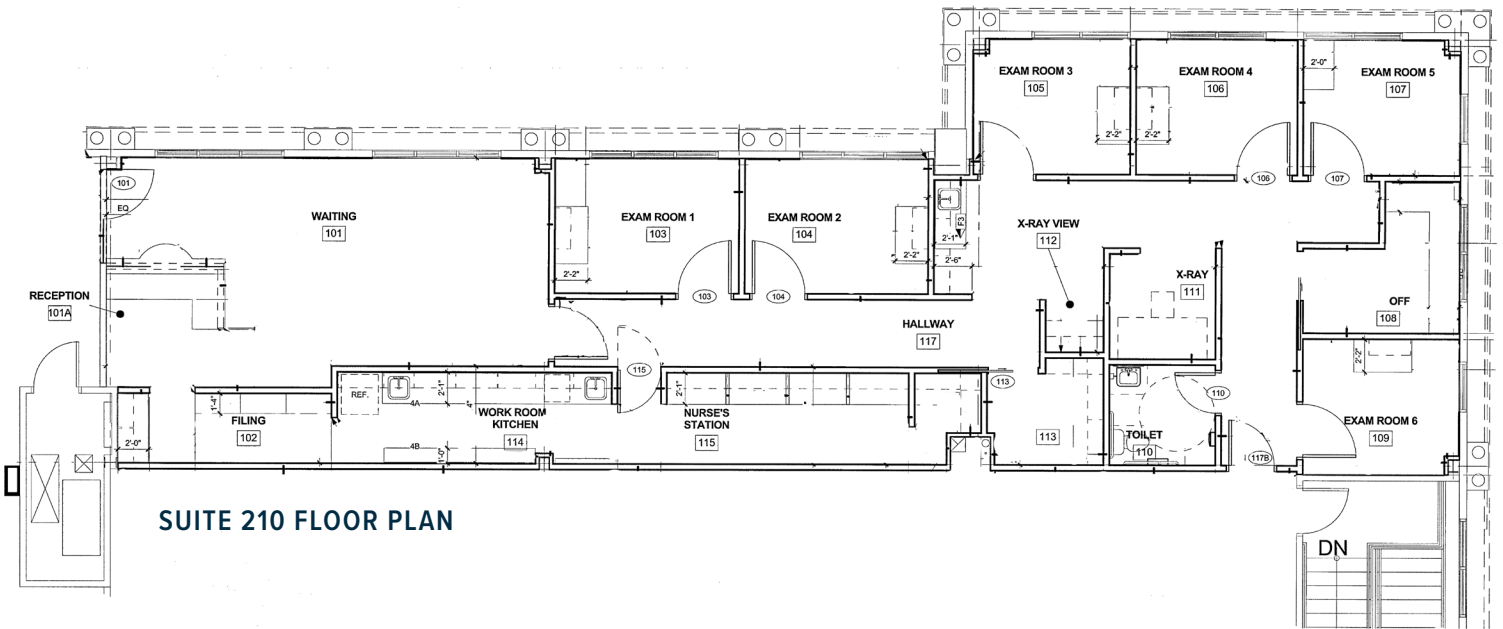 EXAM ROOM 3
105
EXAM ROOM 4
106
2'-0"
EXAM ROOM 5
107
2'-2"
2'-2"
101
EQ
WAITING
101
EXAM ROOM 1
103
2'-2"
EXAM ROOM 2
104
2'-2"
106
107
F3
2'-1"
2'-6"
X-RAY VIEW
112
X-RAY
111
OFF
108
RECEPTION
101A
103
104
HALLWAY
117
2'-2"
115
113
REF.
2'-1"
4A
4"
2'-1"
110
1'-4"
FILING
102
2'-0"
WORK ROOM
KITCHEN
114
4B
1'-0"
NURSE'S
STATION
115
113
TOILET
110
EXAM ROOM 6
109
117B
SUITE 210 FLOOR PLAN
DN